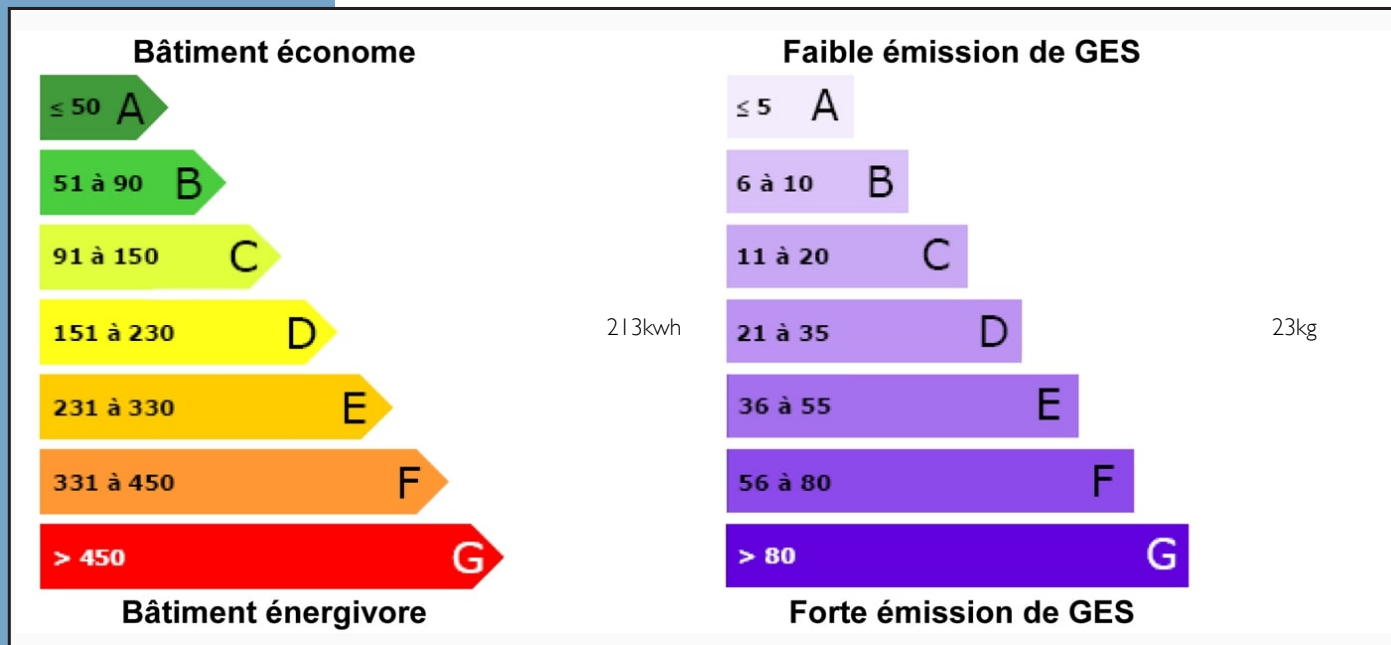 Bâtiment économe
≤ 50 A
51 à 90 B
91 à 150 C
151 à 230 D
231 à 330 E
331 à 450 F
> 450 G
Bâtiment énergivore
213kwh
Faible émission de GES
≤ 5 A
6 à 10 B
11 à 20 C
21 à 35 D
36 à 55 E
56 à 80 F
> 80 G
Forte émission de GES
23kg